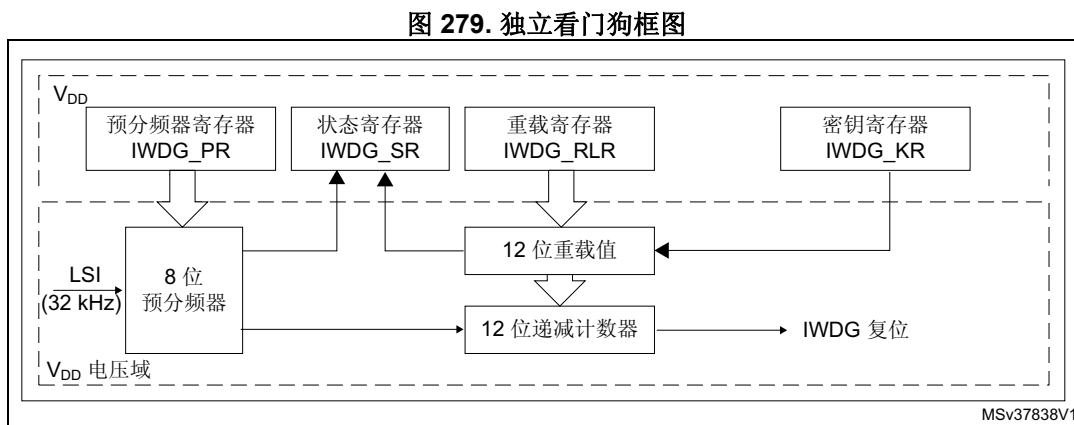 图 279. 独立看门狗框图
VDD
预分频器寄存器
IWDG_PR
状态寄存器
IWDG_SR
重载寄存器
IWDG_RLR
密钥寄存器
IWDG_KR
LSI
(32 kHz)
8 位
预分频器
12 位重载值
12 位递减计数器
IWDG 复位
VDD 电压域
MSv37838V1